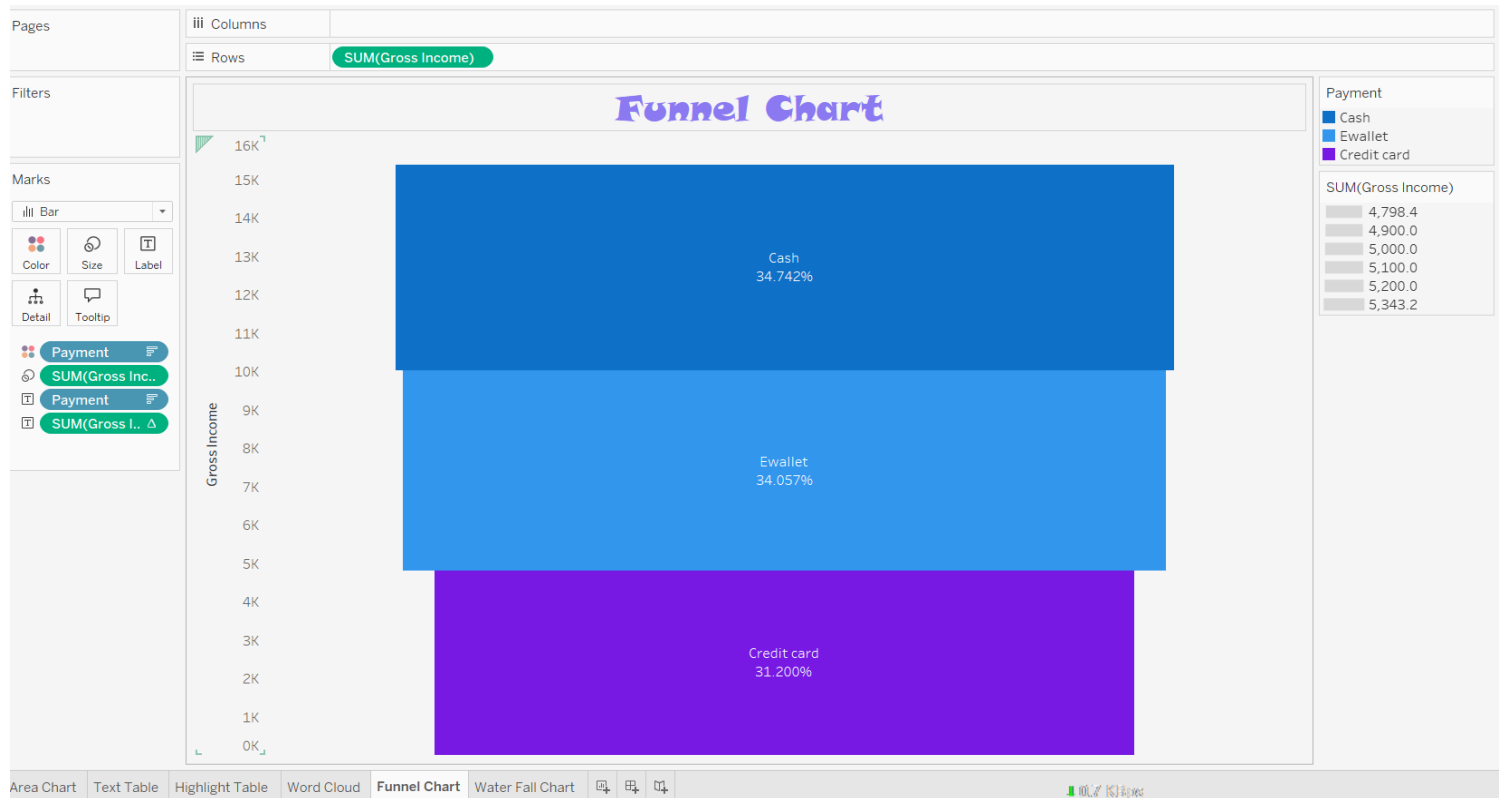 Pages
Columns
Rows
SUM(Gross Income)
Filters
Marks
Bar
Color
Size
Label
Detail
Tooltip
Payment
SUM(Gross Inc..
Payment
SUM(Gross I..
Funnel Chart
Gross Income
16K
15K
14K
13K
12K
11K
10K
9K
8K
7K
6K
5K
4K
3K
2K
1K
0K
Cash
34.742%
Ewallet
34.057%
Credit card
31.200%
Payment
Cash
Ewallet
Credit card
SUM(Gross Income)
4,798.4
4,900.0
5,000.0
5,100.0
5,200.0
5,343.2
Area Chart
Text Table
Highlight Table
Word Cloud
Funnel Chart
Water Fall Chart